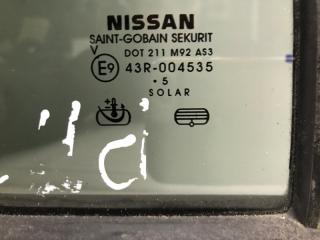 NISSAN
SAINT-GOBAIN SEKURIT
V DOT 211 M92 AS3
E9 43R-004535
• 5
SOLAR